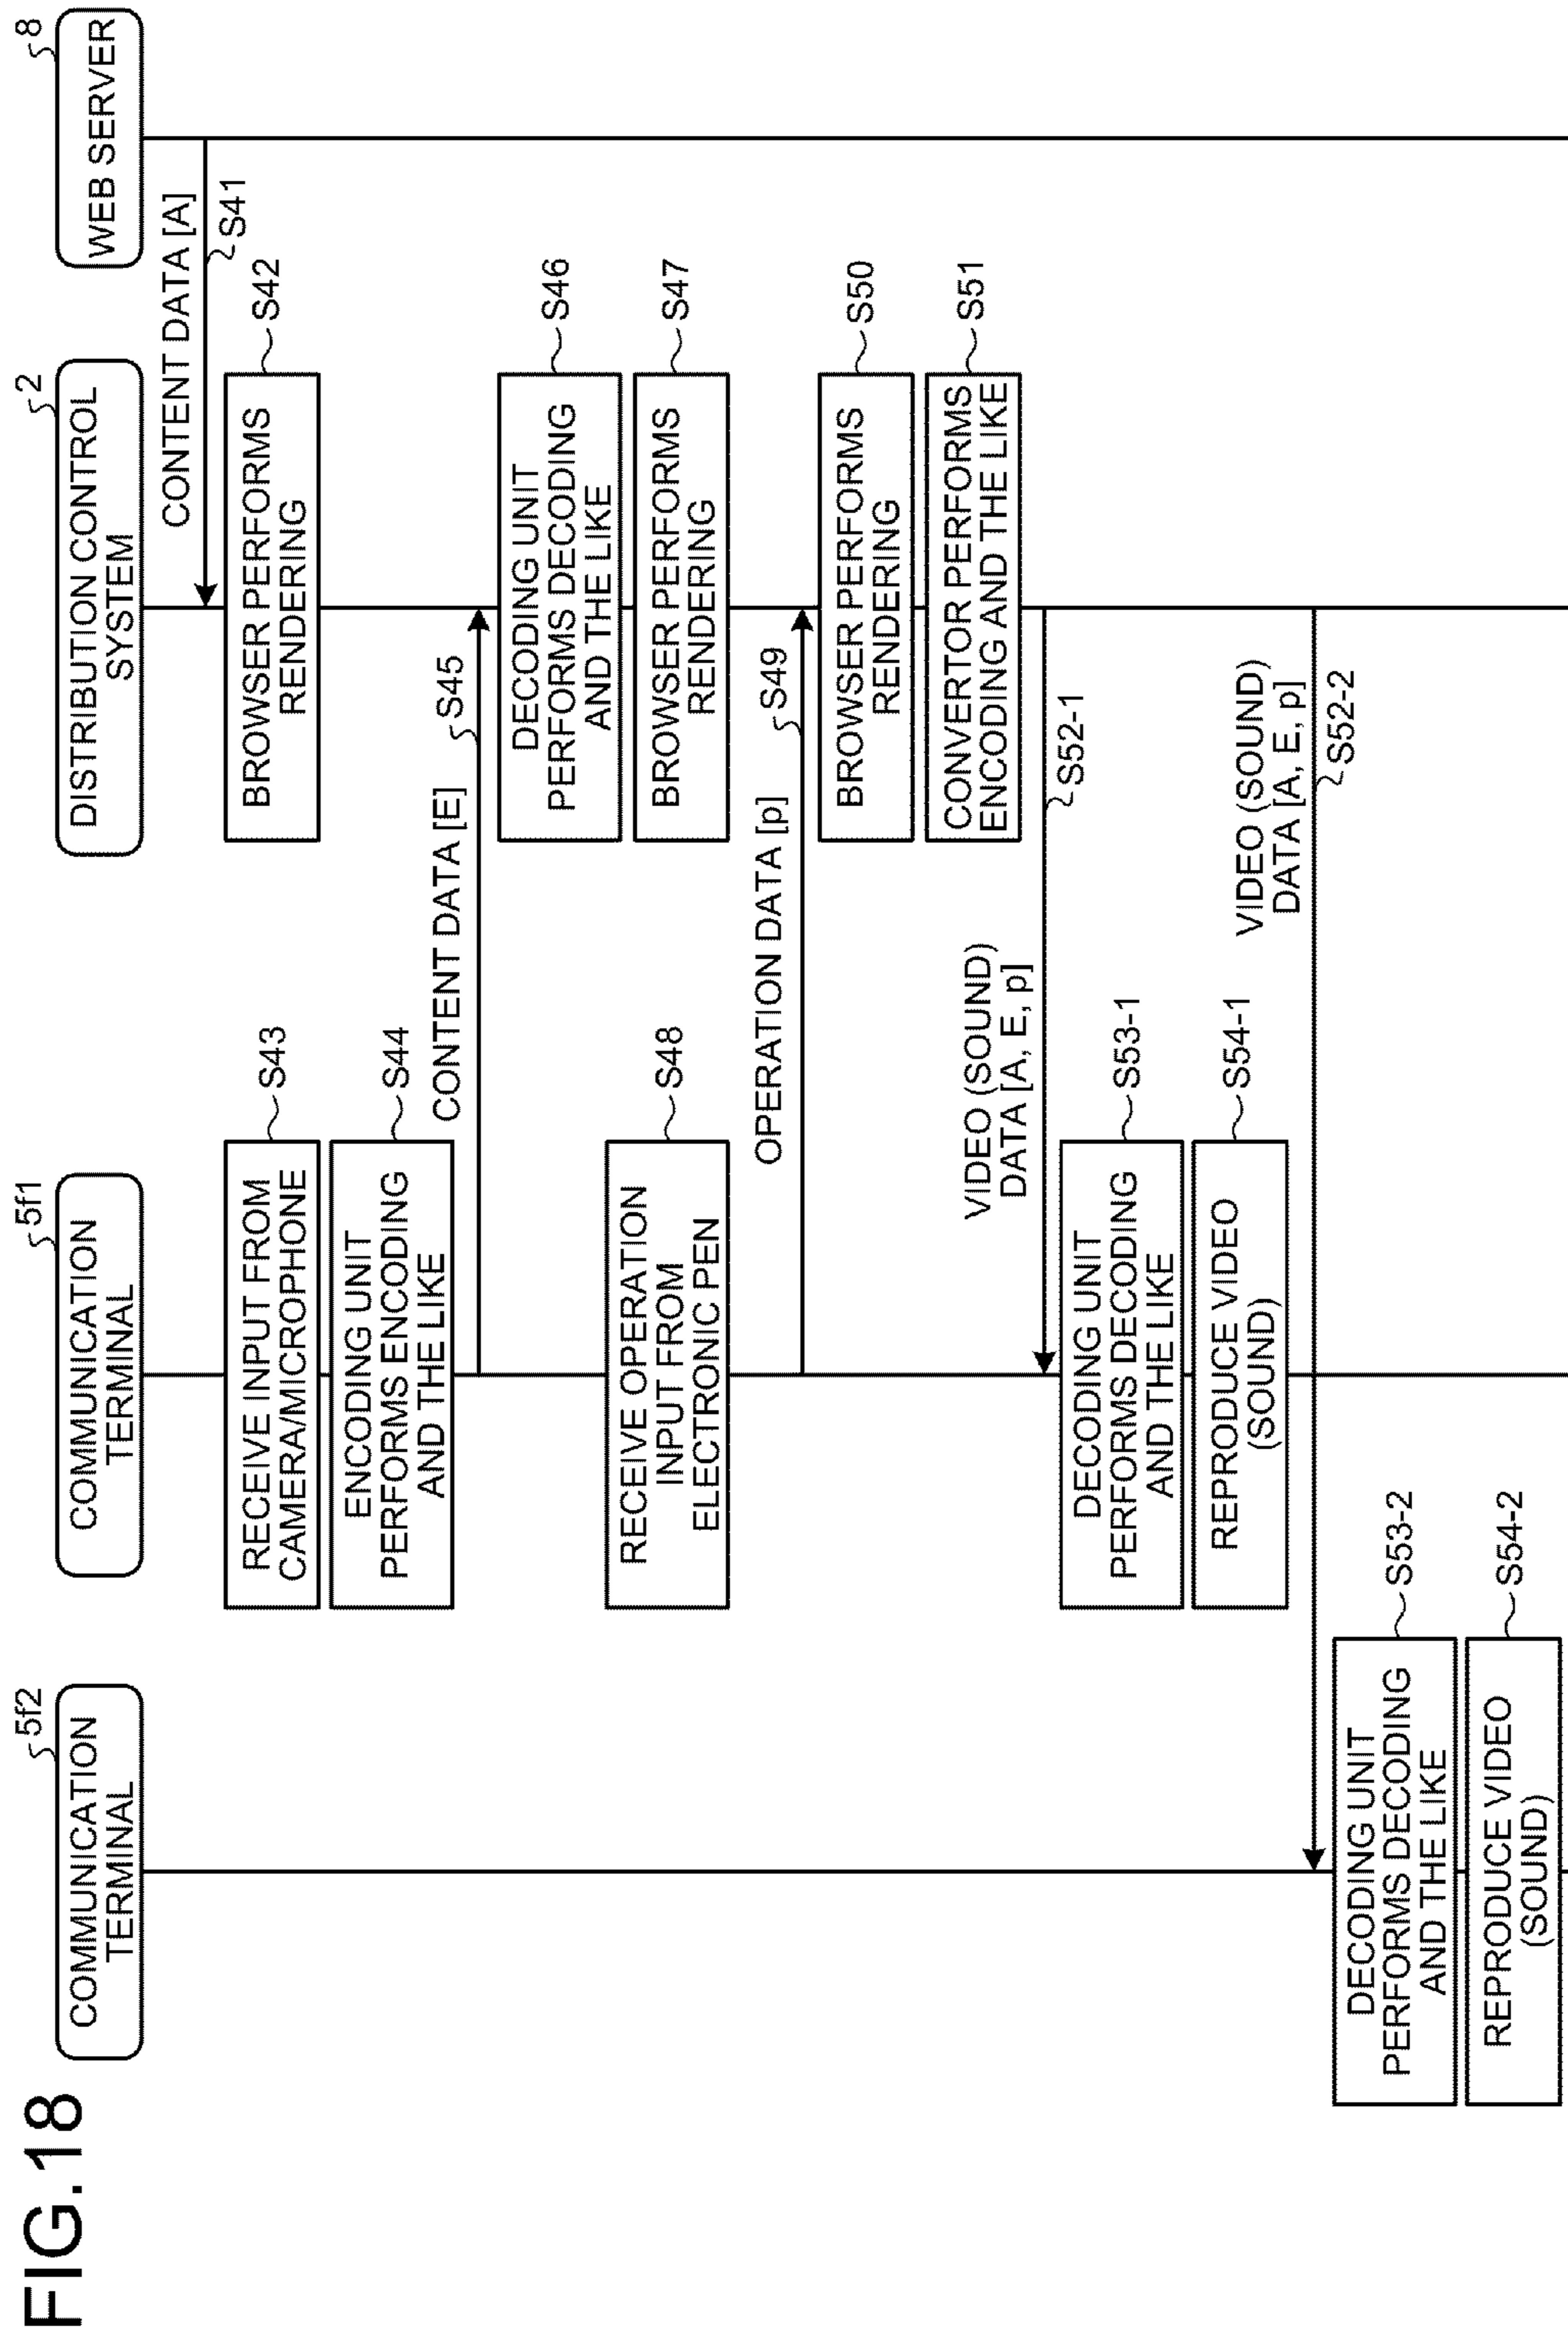 FIG.18
5f2
COMMUNICATION
TERMINAL
5f1
COMMUNICATION
TERMINAL
2
DISTRIBUTION CONTROL
SYSTEM
8
WEB SERVER
CONTENT DATA [A]
S41
BROWSER PERFORMS
RENDERING
S42
RECEIVE INPUT FROM
CAMERA/MICROPHONE
S43
ENCODING UNIT
PERFORMS ENCODING
AND THE LIKE
S44
CONTENT DATA [E]
S45
DECODING UNIT
PERFORMS DECODING
AND THE LIKE
S46
BROWSER PERFORMS
RENDERING
S47
RECEIVE OPERATION
INPUT FROM
ELECTRONIC PEN
S48
OPERATION DATA [p]
S49
BROWSER PERFORMS
RENDERING
S50
CONVERTOR PERFORMS
ENCODING AND THE LIKE
S51
VIDEO (SOUND)
DATA [A, E, p]
S52-1
DECODING UNIT
PERFORMS DECODING
AND THE LIKE
S53-1
REPRODUCE VIDEO
(SOUND)
S54-1
VIDEO (SOUND)
DATA [A, E, p]
S52-2
DECODING UNIT
PERFORMS DECODING
AND THE LIKE
S53-2
REPRODUCE VIDEO
(SOUND)
S54-2